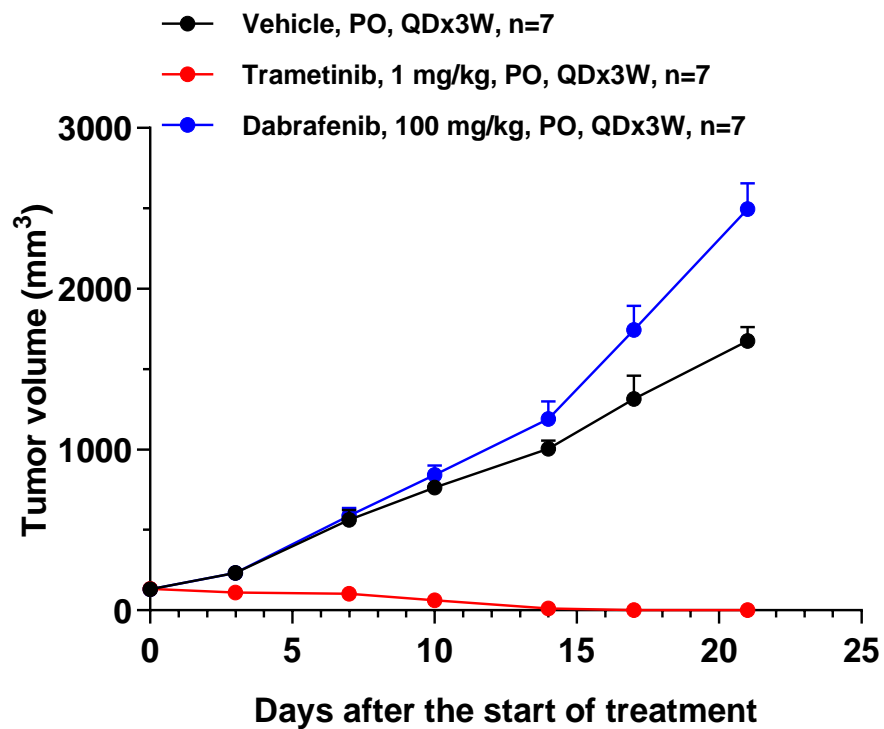 Vehicle, PO, QDx3W, n=7
Trametinib, 1 mg/kg, PO, QDx3W, n=7
Dabrafenib, 100 mg/kg, PO, QDx3W, n=7
Tumor volume (mm³)
3000
2000
1000
0
0 5 10 15 20 25
Days after the start of treatment